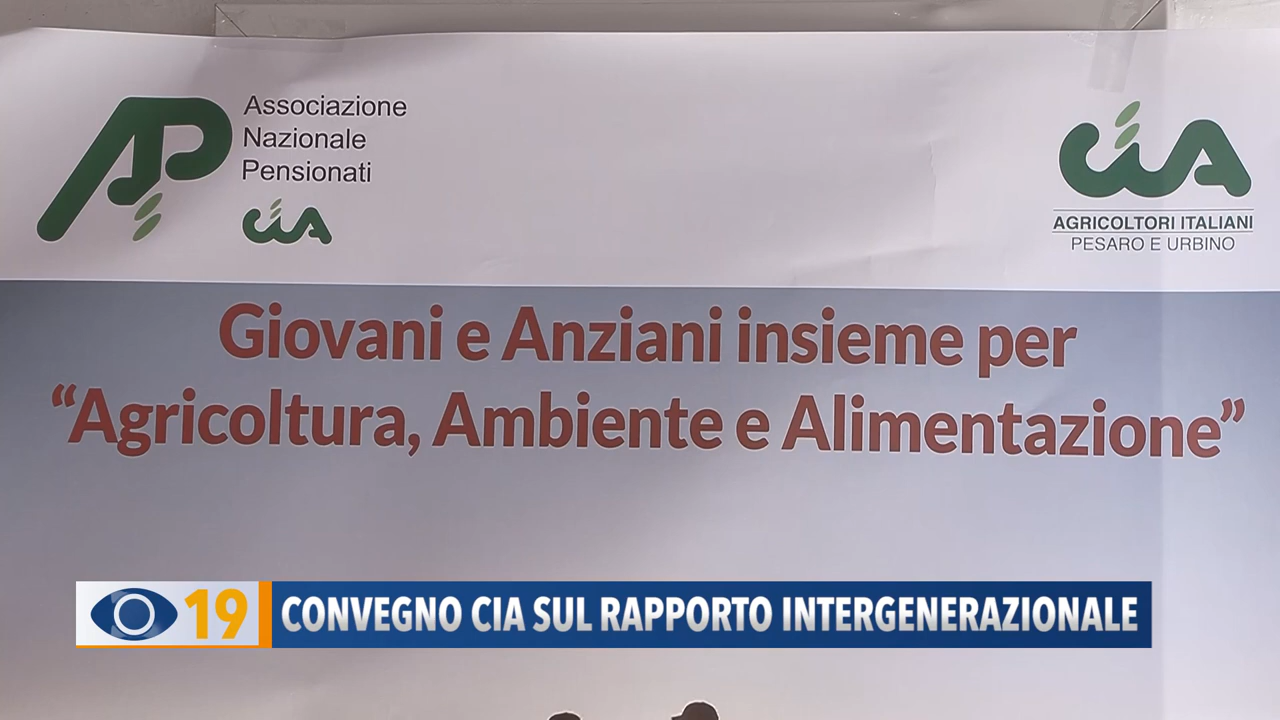 Associazione
Nazionale
Pensionati
CIA
CIA
AGRICOLTORI ITALIANI
PESARO E URBINO
Giovani e Anziani insieme per
“Agricoltura, Ambiente e Alimentazione”
19 CONVEGNO CIA SUL RAPPORTO INTERGENERAZIONALE